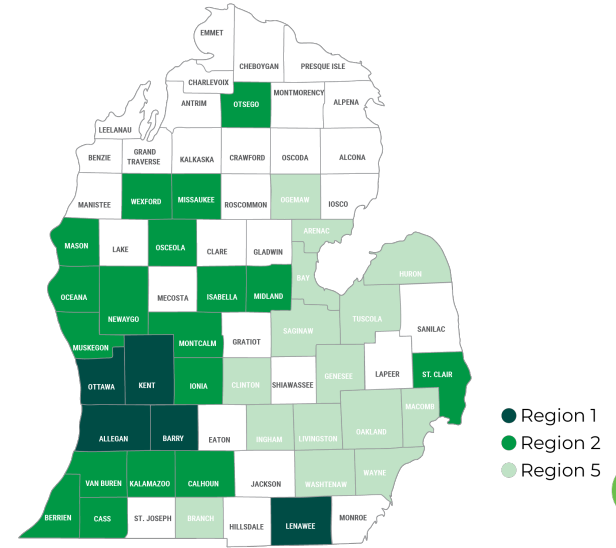 EMMET
CHEBOYGAN
PRESQUE ISLE
CHARLEVOIX
ANTRIM
OTSEGO
MONTMORENCY
ALPENA
LEELANAU
BENZIE
GRAND
TRAVERSE
KALKASKA
CRAWFORD
OSCODA
ALCONA
MANISTEE
WEXFORD
MISSAUKEE
ROSCOMMON
OGEMAW
IOSCO
ARENAC
MASON
LAKE
OSCEOLA
CLARE
GLADWIN
BAY
HURON
OCEANA
NEWAYGO
MECOSTA
ISABELLA
MIDLAND
TUSCOLA
SANILAC
SAGINAW
MUSKEGON
MONTCALM
GRATIOT
OTTAWA
KENT
IONIA
CLINTON
SHIAWASSEE
GENESEE
LAPEER
ST. CLAIR
MACOMB
ALLEGAN
BARRY
EATON
INGHAM
LIVINGSTON
OAKLAND
VAN BUREN
KALAMAZOO
CALHOUN
JACKSON
WASHTENAW
WAYNE
BERRIEN
CASS
ST. JOSEPH
BRANCH
HILLSDALE
LENAWEE
MONROE
Region 1
Region 2
Region 5